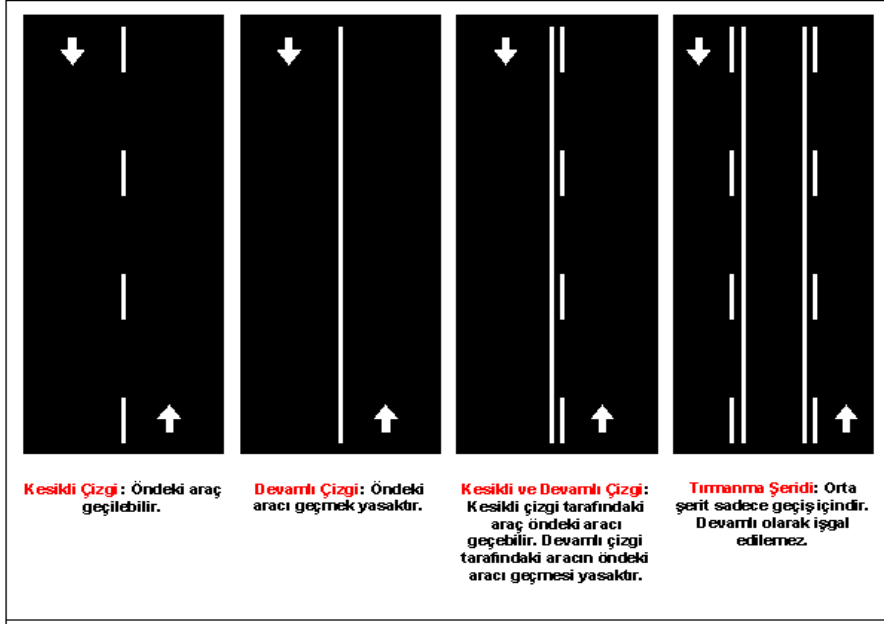 Kesikli Çizgi: Öndeki araç
geçilebilir.
Devamlı Çizgi: Öndeki
aracı geçmek yasaktır.
Kesikli ve Devamlı Çizgi:
Kesikli çizgi tarafındaki
araç öndeki aracı
geçebilir. Devamlı çizgi
tarafındaki aracın öndeki
aracı geçmesi yasaktır.
Tırmanma Şeridi: Orta
şerit sadece geçiş içindir.
Devamlı olarak işgal
edilemez.